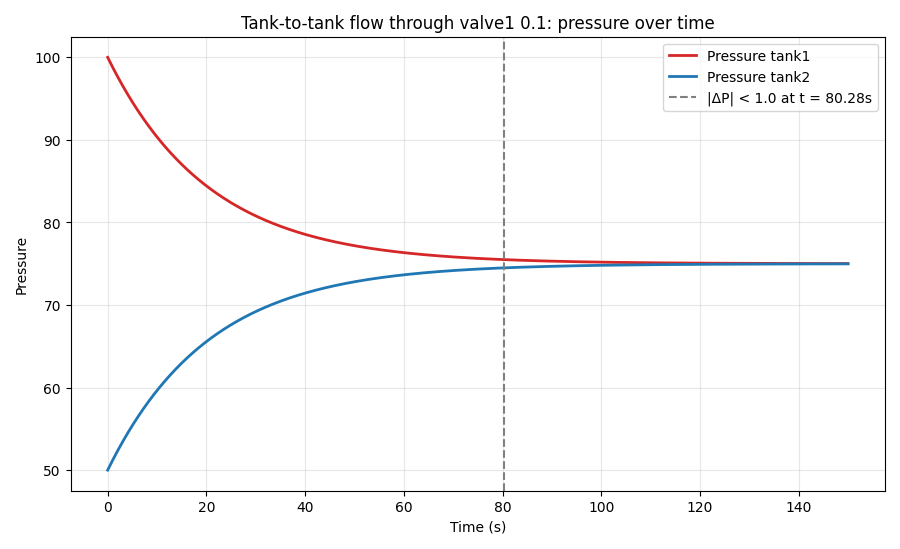 Tank-to-tank flow through valve1 0.1: pressure over time
Pressure tank1
Pressure tank2
|ΔP| < 1.0 at t = 80.28s
Pressure
100
90
80
70
60
50
0 20 40 60 80 100 120 140
Time (s)